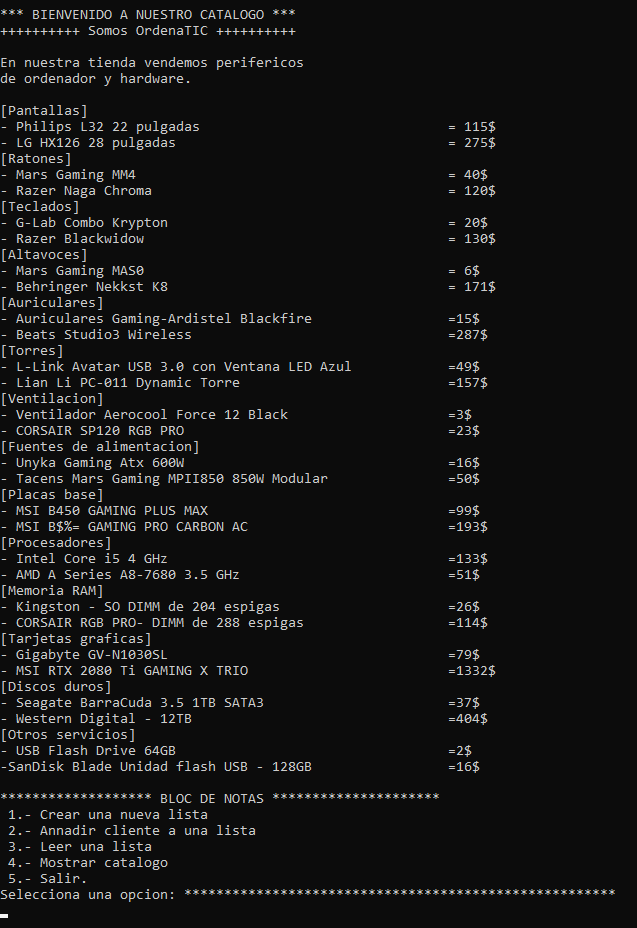 *** BIENVENIDO A NUESTRO CATALOGO ***
++++++++++ Somos OrdenaTIC ++++++++++
En nuestra tienda vendemos perifericos
de ordenador y hardware.
[Pantallas]
- Philips L32 22 pulgadas = 115$
- LG HX126 28 pulgadas = 275$
[Ratones]
- Mars Gaming MM4 = 40$
- Razer Naga Chroma = 120$
[Teclados]
- G-Lab Combo Krypton = 20$
- Razer Blackwidow = 130$
[Altavoces]
- Mars Gaming MAS0 = 6$
- Behringer Nekkst K8 = 171$
[Auriculares]
- Auriculares Gaming-Ardistel Blackfire =15$
- Beats Studio3 Wireless =287$
[Torres]
- L-Link Avatar USB 3.0 con Ventana LED Azul =49$
- Lian Li PC-011 Dynamic Torre =157$
[Ventilacion]
- Ventilador Aerocool Force 12 Black =3$
- CORSAIR SP120 RGB PRO =23$
[Fuentes de alimentacion]
- Unyka Gaming Atx 600W =16$
- Tacens Mars Gaming MPII850 850W Modular =50$
[Placas base]
- MSI B450 GAMING PLUS MAX =99$
- MSI B$%= GAMING PRO CARBON AC =193$
[Procesadores]
- Intel Core i5 4 GHz =133$
- AMD A Series A8-7680 3.5 GHz =51$
[Memoria RAM]
- Kingston - SO DIMM de 204 espigas =26$
- CORSAIR RGB PRO- DIMM de 288 espigas =114$
[Tarjetas graficas]
- Gigabyte GV-N1030SL =79$
- MSI RTX 2080 Ti GAMING X TRIO =1332$
[Discos duros]
- Seagate BarraCuda 3.5 1TB SATA3 =37$
- Western Digital - 12TB =404$
[Otros servicios]
- USB Flash Drive 64GB =2$
-SanDisk Blade Unidad flash USB - 128GB =16$
******************* BLOC DE NOTAS *********************
1.- Crear una nueva lista
2.- Annadir cliente a una lista
3.- Leer una lista
4.- Mostrar catalogo
5.- Salir.
Selecciona una opcion: ******************************************************